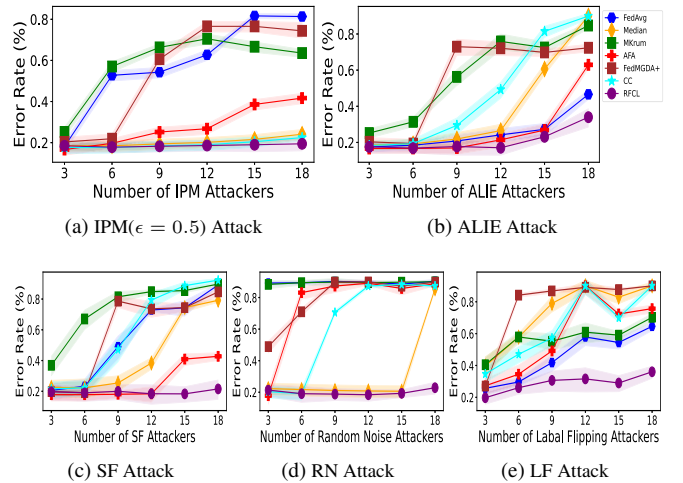 Error Rate (%)
0.8
0.6
0.4
0.2
3 6 9 12 15 18
Number of IPM Attackers
(a) IPM(ϵ = 0.5) Attack
Error Rate (%)
0.8
0.6
0.4
0.2
3 6 9 12 15 18
Number of ALIE Attackers
(b) ALIE Attack
FedAvg
Median
MKrum
AFA
FedMGDA+
CC
RFCL
Error Rate (%)
0.8
0.6
0.4
0.2
3 6 9 12 15 18
Number of SF Attackers
(c) SF Attack
Error Rate (%)
0.8
0.6
0.4
0.2
3 6 9 12 15 18
Number of Random Noise Attackers
(d) RN Attack
Error Rate (%)
0.8
0.6
0.4
0.2
3 6 9 12 15 18
Number of Labal Flipping Attackers
(e) LF Attack